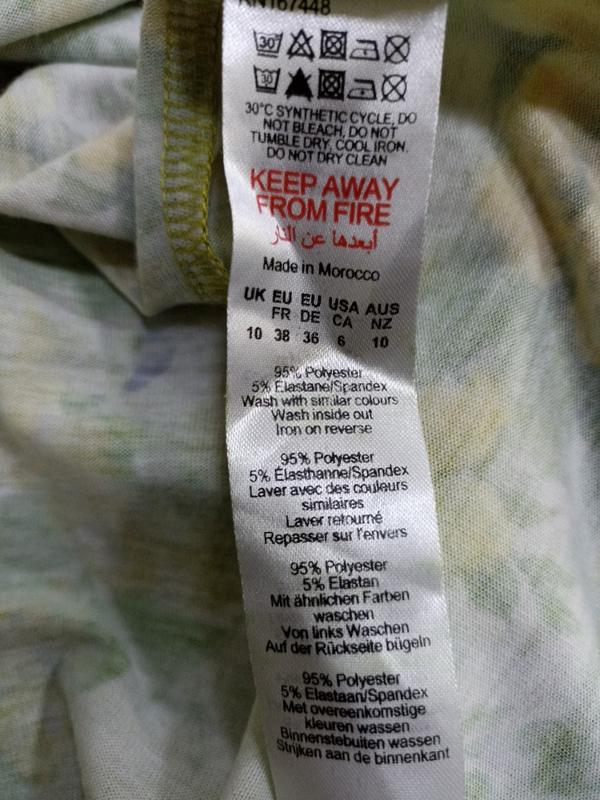 RN167448
30
30
30°C SYNTHETIC CYCLE, DO
NOT BLEACH, DO NOT
TUMBLE DRY, COOL IRON,
DO NOT DRY CLEAN
KEEP AWAY
FROM FIRE
أبعدها عن النار
Made in Morocco
UK EU EU USA AUS
FR DE CA NZ
10 38 36 6 10
95% Polyester
5% Elastane/Spandex
Wash with similar colours
Wash inside out
Iron on reverse
95% Polyester
5% Élasthanne/Spandex
Laver avec des couleurs
similaires
Laver retourné
Repasser sur l'envers
95% Polyester
5% Elastan
Mit ähnlichen Farben
waschen
Von links Waschen
Auf der Rückseite bügeln
95% Polyester
5% Elastaan/Spandex
Met overeenkomstige
kleuren wassen
Binnenstebuiten wassen
Strijken aan de binnenkant